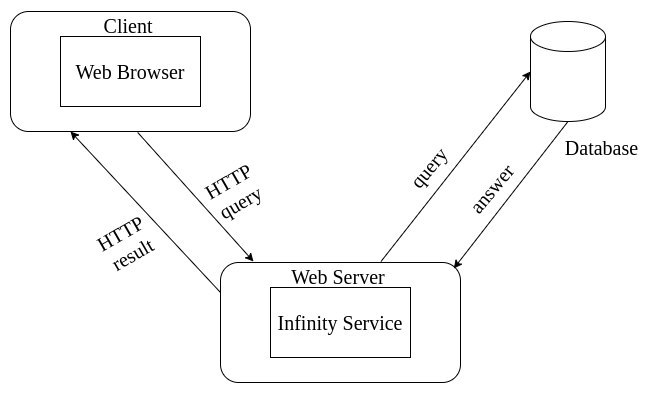 Client
Web Browser
HTTP
query
HTTP
result
query
answer
Database
Web Server
Infinity Service